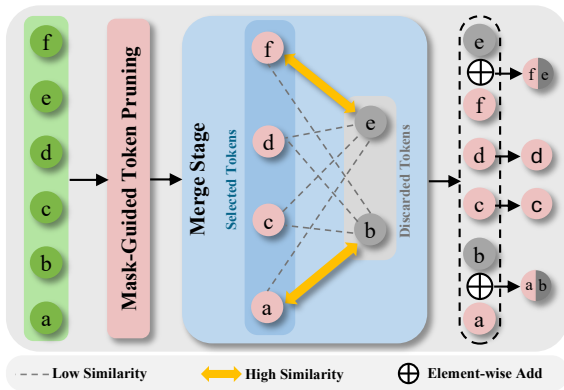 f
e
d
c
b
a
Mask-Guided Token Pruning
Merge Stage
Selected Tokens
f
d
c
a
e
b
Discarded Tokens
e
f e
f
d d
c c
b
a b
a
Low Similarity
High Similarity
Element-wise Add